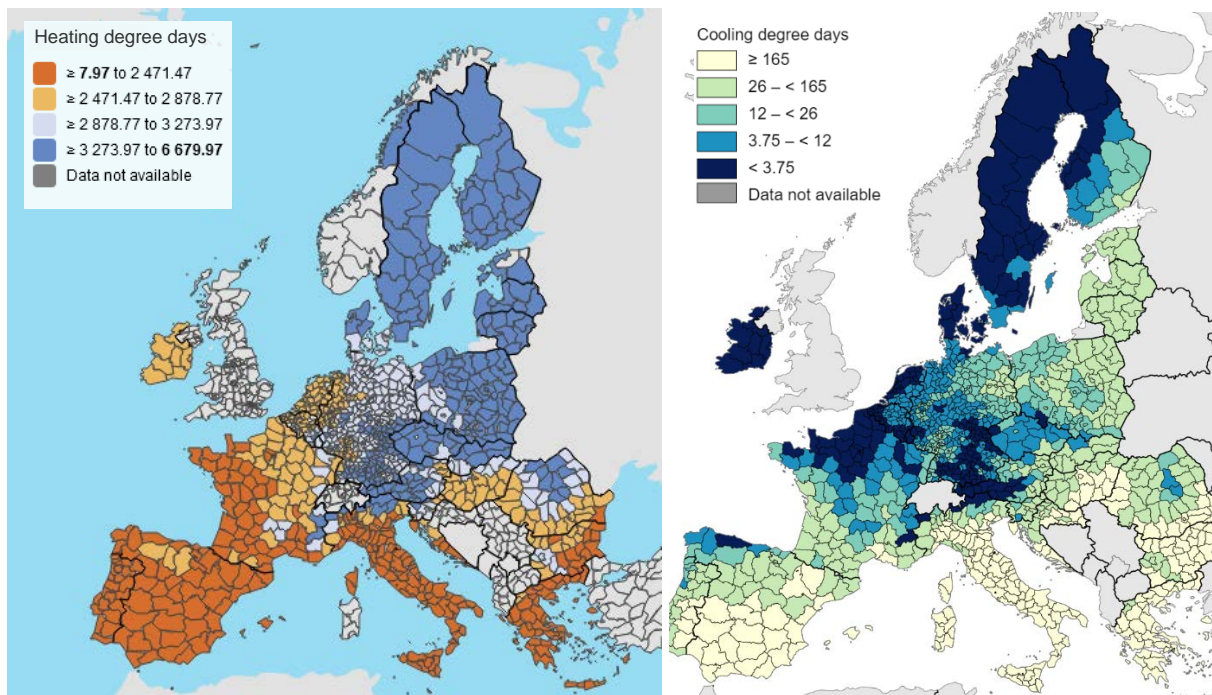 Heating degree days
≥ 7.97 to 2 471.47
≥ 2 471.47 to 2 878.77
≥ 2 878.77 to 3 273.97
≥ 3 273.97 to 6 679.97
Data not available
Cooling degree days
≥ 165
26 – < 165
12 – < 26
3.75 – < 12
< 3.75
Data not available